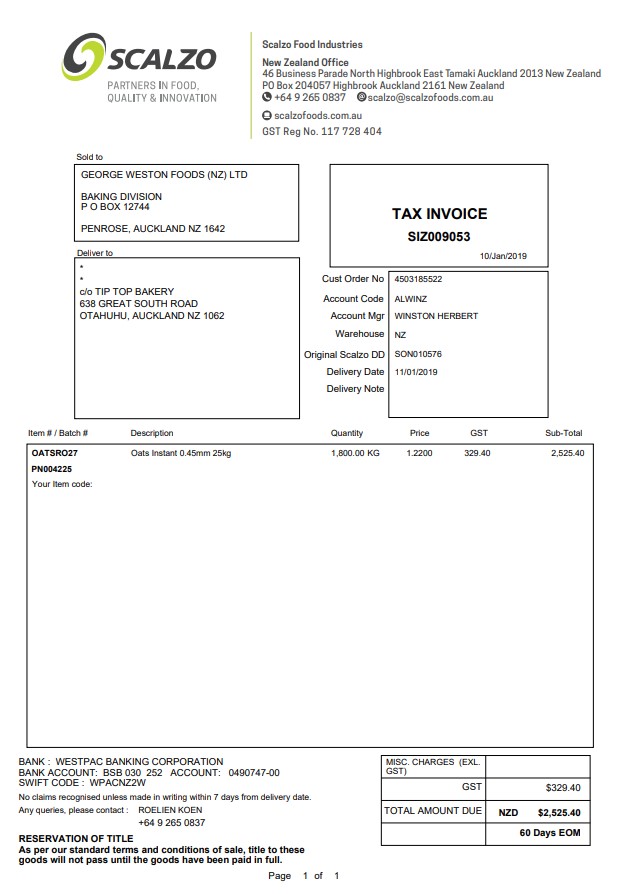 SCALZO
PARTNERS IN FOOD,
QUALITY & INNOVATION
Scalzo Food Industries
New Zealand Office
46 Business Parade North Highbrook East Tamaki Auckland 2013 New Zealand
PO Box 204057 Highbrook Auckland 2161 New Zealand
+64 9 265 0837 scalzo@scalzofoods.com.au
scalzofoods.com.au
GST Reg No. 117 728 404
Sold to
GEORGE WESTON FOODS (NZ) LTD
BAKING DIVISION
P O BOX 12744
PENROSE, AUCKLAND NZ 1642
TAX INVOICE
SIZ009053
10/Jan/2019
Deliver to
*
*
c/o TIP TOP BAKERY
638 GREAT SOUTH ROAD
OTAHUHU, AUCKLAND NZ 1062
Cust Order No 4503185522
Account Code ALWINZ
Account Mgr WINSTON HERBERT
Warehouse NZ
Original Scalzo DD SON010576
Delivery Date 11/01/2019
Delivery Note
Item # / Batch # Description Quantity Price GST Sub-Total
OATSRO27 Oats Instant 0.45mm 25kg 1,800.00 KG 1.2200 329.40 2,525.40
PN004225
Your Item code:
BANK : WESTPAC BANKING CORPORATION
BANK ACCOUNT: BSB 030 252 ACCOUNT: 0490747-00
SWIFT CODE : WPACNZ2W
No claims recognised unless made in writing within 7 days from delivery date.
Any queries, please contact : ROELIEN KOEN
+64 9 265 0837
RESERVATION OF TITLE
As per our standard terms and conditions of sale, title to these
goods will not pass until the goods have been paid in full.
MISC. CHARGES (EXL.
GST)
GST $329.40
TOTAL AMOUNT DUE NZD $2,525.40
60 Days EOM
Page 1 of 1